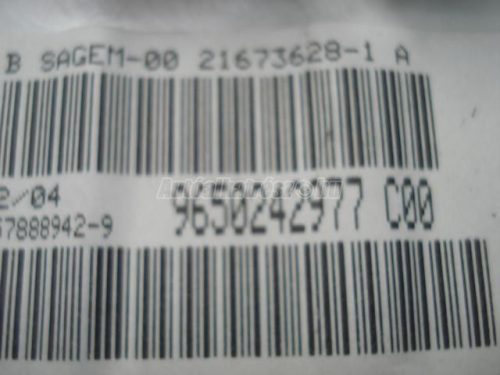 B SAGEM-00 21673628-1 A
2/04
57888942-9
9650242977 C00